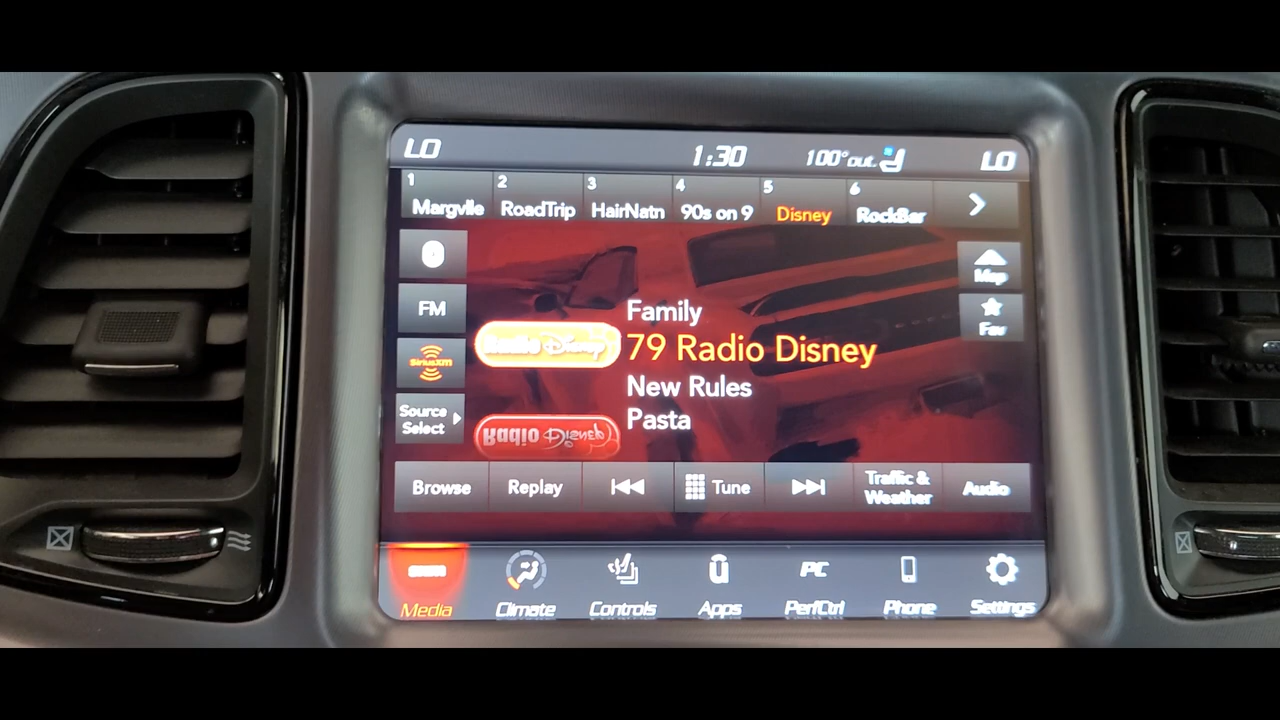 LO 1:30 100° out. LO
1 2 3 4 5 6
Margvlle RoadTrip HairNatn 90s on 9 Disney RockBar
Map
FM
Fav
Family
Radio Disney 79 Radio Disney
SiriusXM
New Rules
Source
Select
Pasta
Radio Disney
Browse Replay Tune Traffic &
Weather Audio
PC
Media Climate Controls Apps PerfCtrl Phone Settings